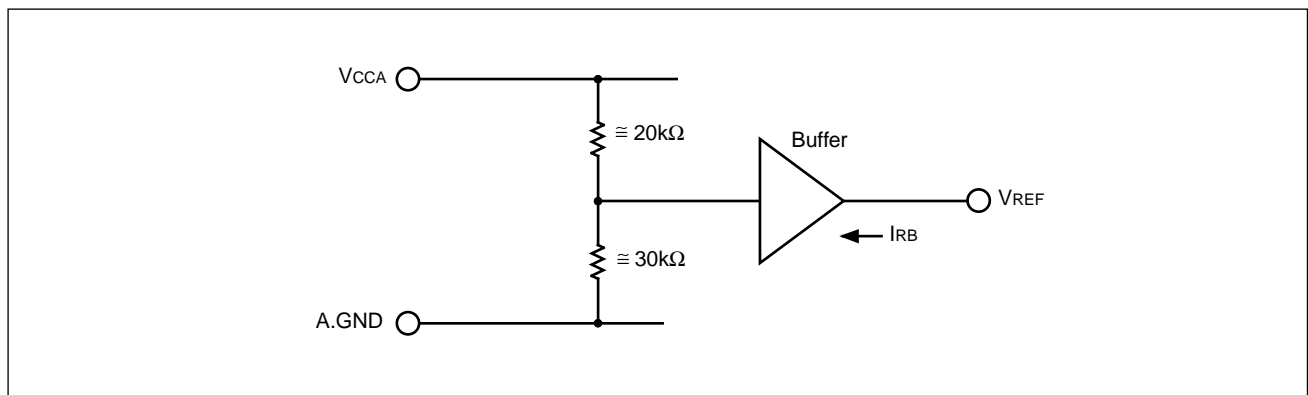 VCCA
≅ 20kΩ
Buffer
VREF
IRB
≅ 30kΩ
A.GND